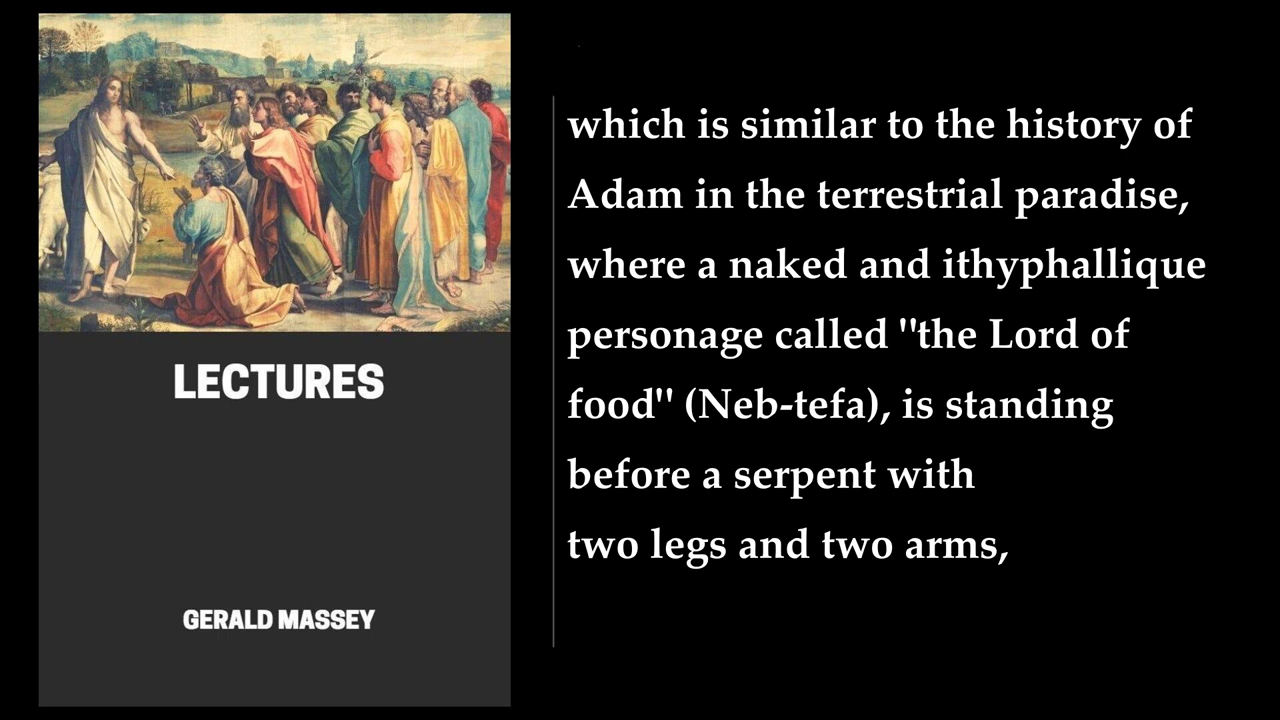 LECTURES
GERALD MASSEY
which is similar to the history of
Adam in the terrestrial paradise,
where a naked and ithyphallique
personage called "the Lord of
food" (Neb-tefa), is standing
before a serpent with
two legs and two arms,